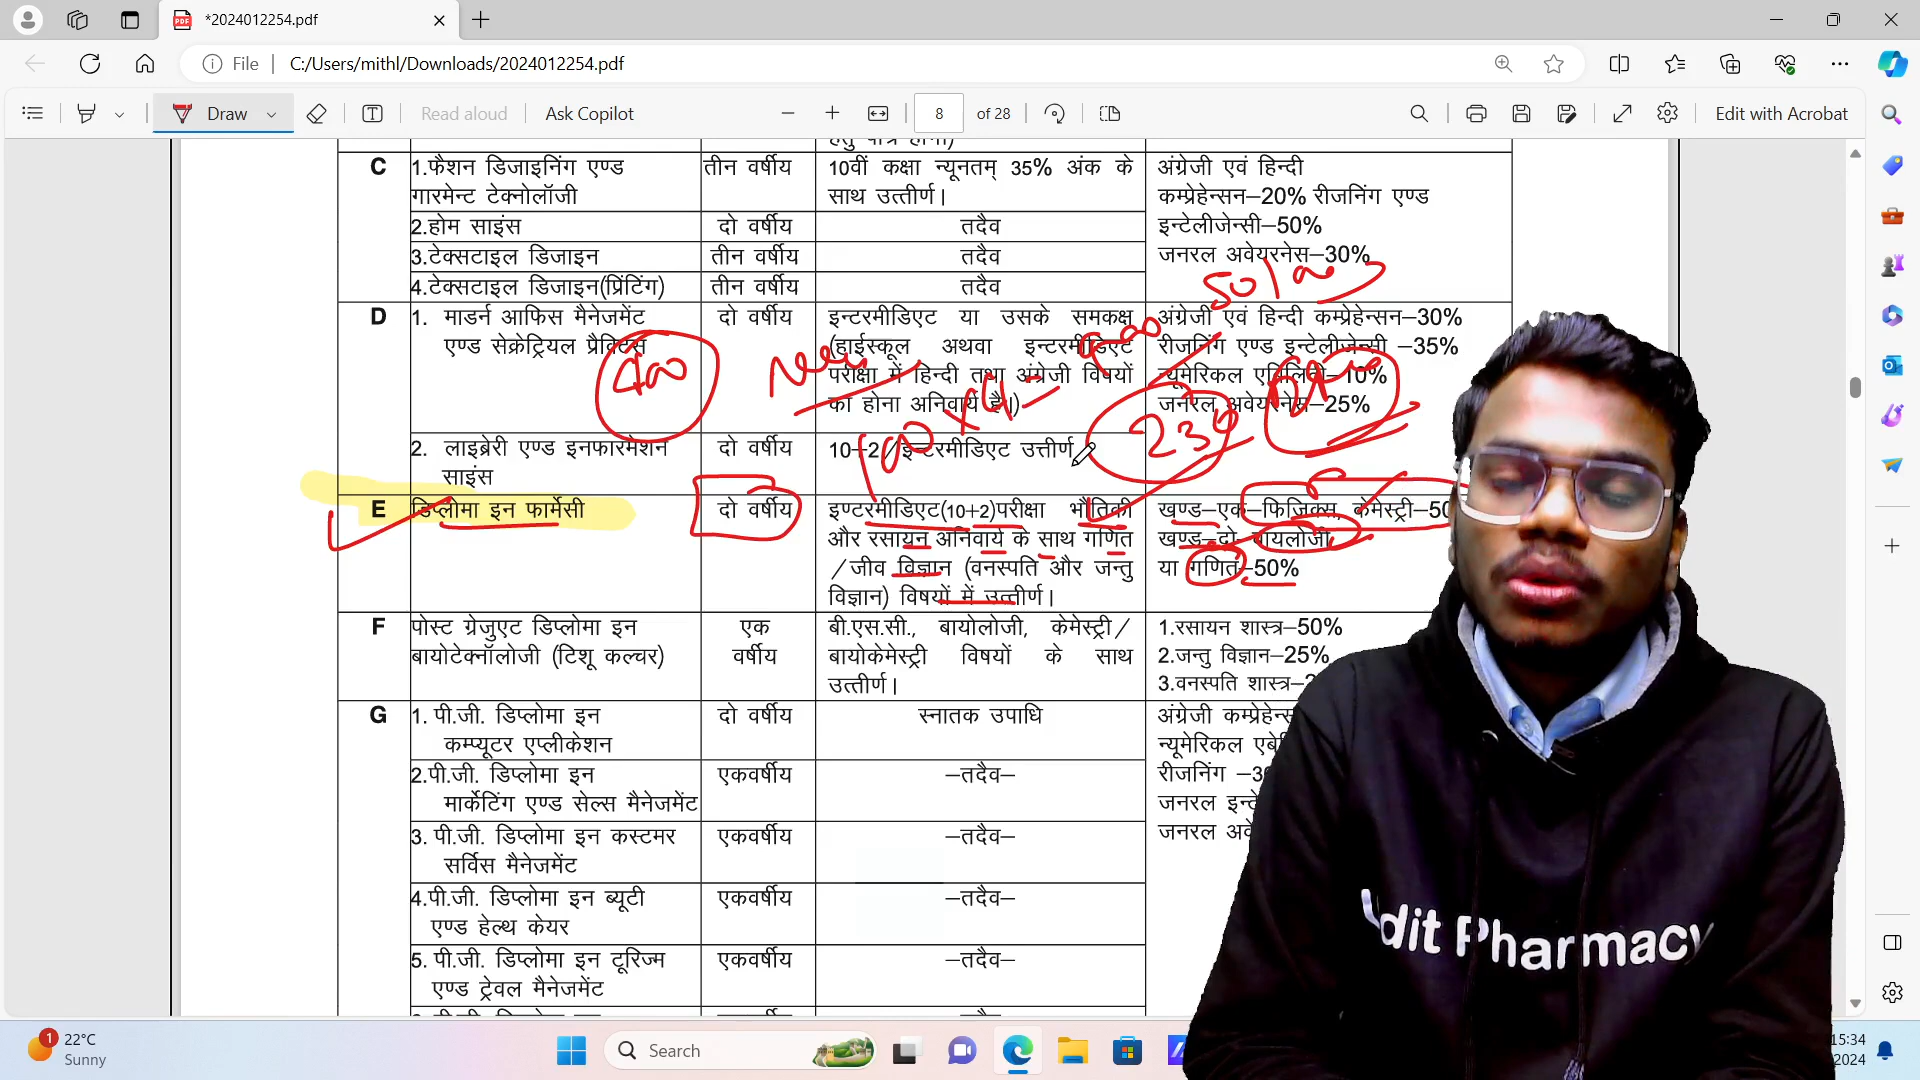 *2024012254.pdf
File
C:/Users/mithl/Downloads/2024012254.pdf
Draw
Read aloud
Ask Copilot
8
of 28
Edit with Acrobat
C
1.फैशन डिजाइनिंग एण्ड
गारमेन्ट टेक्नोलॉजी
तीन वर्षीय
10वीं कक्षा न्यूनतम् 35% अंक के
साथ उत्तीर्ण।
अंग्रेजी एवं हिन्दी
कम्प्रेहेन्सन–20% रीजनिंग एण्ड
इन्टेलीजेन्सी–50%
जनरल अवेयरनेस–30%
2.होम साइंस
दो वर्षीय
तदैव
3.टेक्सटाइल डिजाइन
तीन वर्षीय
तदैव
4.टेक्सटाइल डिजाइन(प्रिंटिंग)
तीन वर्षीय
तदैव
D
1. माडर्न आफिस मैनेजमेंट
एण्ड सेक्रेट्रियल प्रैक्टिस
दो वर्षीय
इन्टरमीडिएट या उसके समकक्ष
(हाईस्कूल अथवा इन्टरमीडिएट
परीक्षा में हिन्दी तथा अंग्रेजी विषयों
का होना अनिवार्य है।)
अंग्रेजी एवं हिन्दी कम्प्रेहेन्सन–30%
रीजनिंग एण्ड इन्टेलीजेन्सी –35%
न्यूमेरिकल एबिलिटी–10%
जनरल अवेयरनेस–25%
400
230
2. लाइब्रेरी एण्ड इनफारमेशन
साइंस
दो वर्षीय
10+2/इन्टरमीडिएट उत्तीर्ण
E
डिप्लोमा इन फार्मेसी
दो वर्षीय
इण्टरमीडिएट(10+2)परीक्षा भौतिकी
और रसायन अनिवार्य के साथ गणित
/जीव विज्ञान (वनस्पति और जन्तु
विज्ञान) विषयों में उत्तीर्ण।
खण्ड–एक–फिजिक्स, केमेस्ट्री–50
खण्ड–दो–बायलोजी
या गणित–50%
F
पोस्ट ग्रेजुएट डिप्लोमा इन
बायोटेक्नॉलोजी (टिशू कल्चर)
एक
वर्षीय
बी.एस.सी., बायोलोजी, केमेस्ट्री/
बायोकेमेस्ट्री विषयों के साथ
उत्तीर्ण।
1.रसायन शास्त्र–50%
2.जन्तु विज्ञान–25%
3.वनस्पति शास्त्र–2
G
1. पी.जी. डिप्लोमा इन
कम्प्यूटर एप्लीकेशन
दो वर्षीय
स्नातक उपाधि
अंग्रेजी
न्यूमेरिकल
रीजनिंग –3
जनरल
जनरल
2.पी.जी. डिप्लोमा इन
मार्केटिंग एण्ड सेल्स मैनेजमेंट
एकवर्षीय
–तदैव–
3. पी.जी. डिप्लोमा इन कस्टमर
सर्विस मैनेजमेंट
एकवर्षीय
–तदैव–
4.पी.जी. डिप्लोमा इन ब्यूटी
एण्ड हेल्थ केयर
एकवर्षीय
–तदैव–
5. पी.जी. डिप्लोमा इन टूरिज्म
एण्ड ट्रेवल मैनेजमेंट
एकवर्षीय
–तदैव–
dit Pharmacy
1
22°C
Sunny
Search
15:34
2024